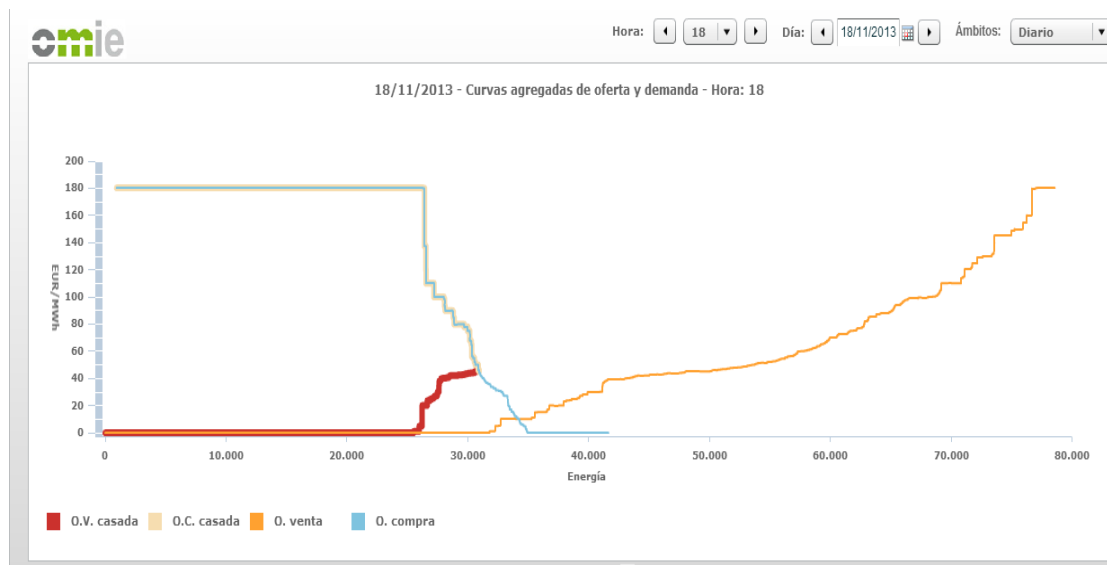 omie
Hora: 18 Día: 18/11/2013 Ámbitos: Diario
18/11/2013 - Curvas agregadas de oferta y demanda - Hora: 18
200
180
160
140
120
100
80
60
40
20
0
EUR/MWh
0 10.000 20.000 30.000 40.000 50.000 60.000 70.000 80.000
Energía
O.V. casada O.C. casada O. venta O. compra